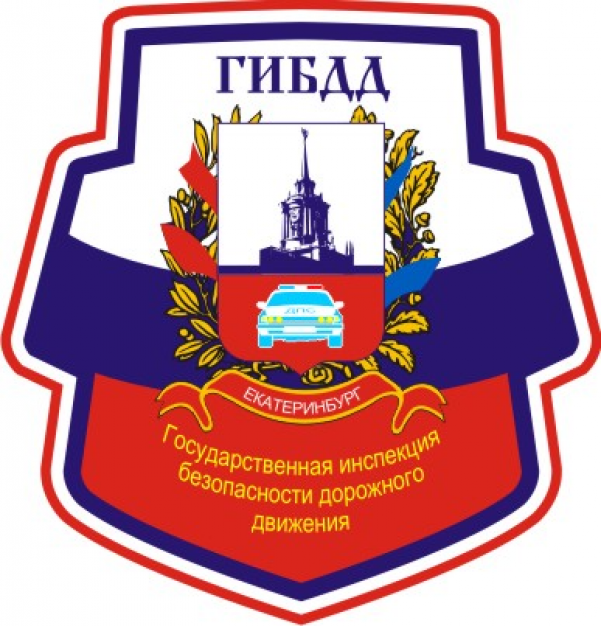 ГИБДД
ДПС
ЕКАТЕРИНБУРГ
Государственная инспекция
безопасности дорожного
движения